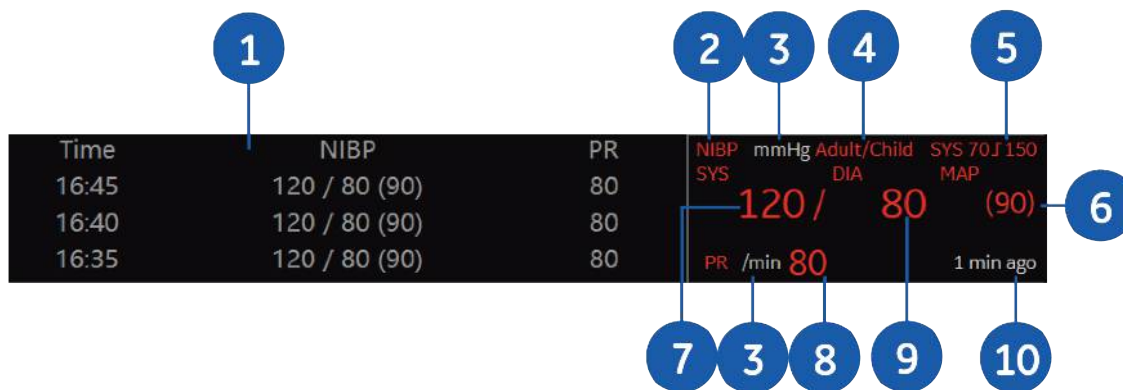 1 2 3 4 5
Time NIBP PR
16:45 120 / 80 (90) 80
16:40 120 / 80 (90) 80
16:35 120 / 80 (90) 80
NIBP mmHg Adult/Child SYS 70⎎150
SYS DIA MAP
120 / 80 (90)
6
PR /min 80 1 min ago
7 3 8 9 10